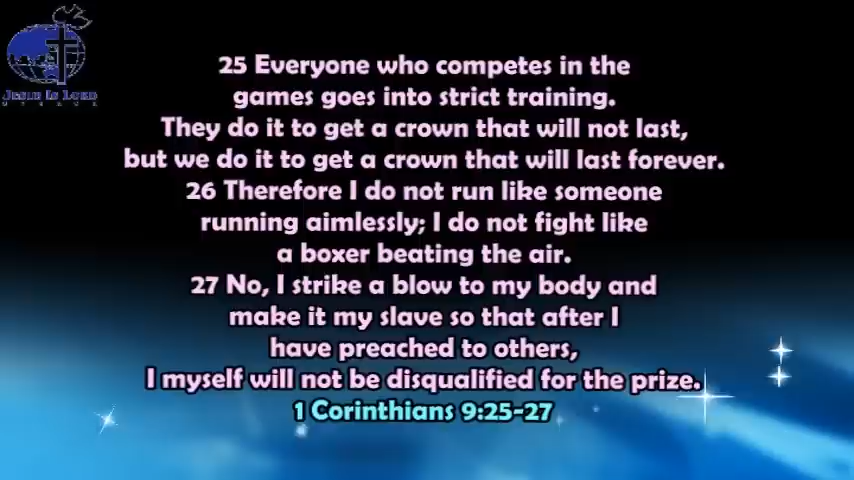 JESUS IS LORD
25 Everyone who competes in the
games goes into strict training.
They do it to get a crown that will not last,
but we do it to get a crown that will last forever.
26 Therefore I do not run like someone
running aimlessly; I do not fight like
a boxer beating the air.
27 No, I strike a blow to my body and
make it my slave so that after I
have preached to others,
I myself will not be disqualified for the prize.
1 Corinthians 9:25-27